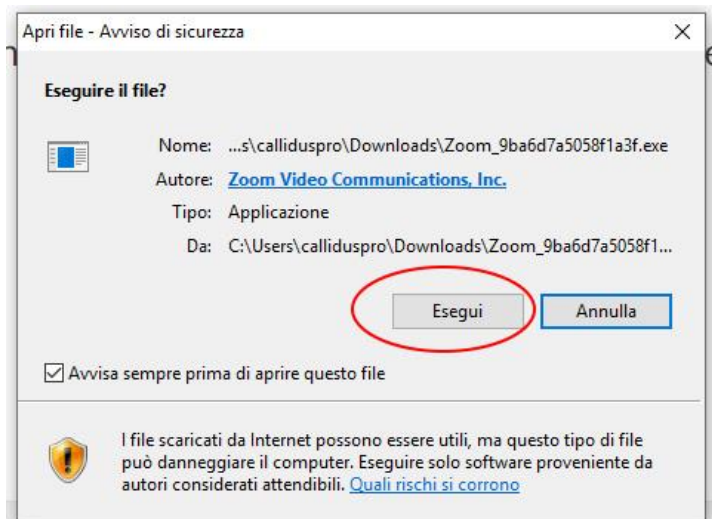 Apri file - Avviso di sicurezza
Eseguire il file?
Nome: ...s\calliduspro\Downloads\Zoom_9ba6d7a5058f1a3f.exe
Autore: Zoom Video Communications, Inc.
Tipo: Applicazione
Da: C:\Users\calliduspro\Downloads\Zoom_9ba6d7a5058f1...
Esegui Annulla
Avvisa sempre prima di aprire questo file
I file scaricati da Internet possono essere utili, ma questo tipo di file
può danneggiare il computer. Eseguire solo software proveniente da
autori considerati attendibili. Quali rischi si corrono